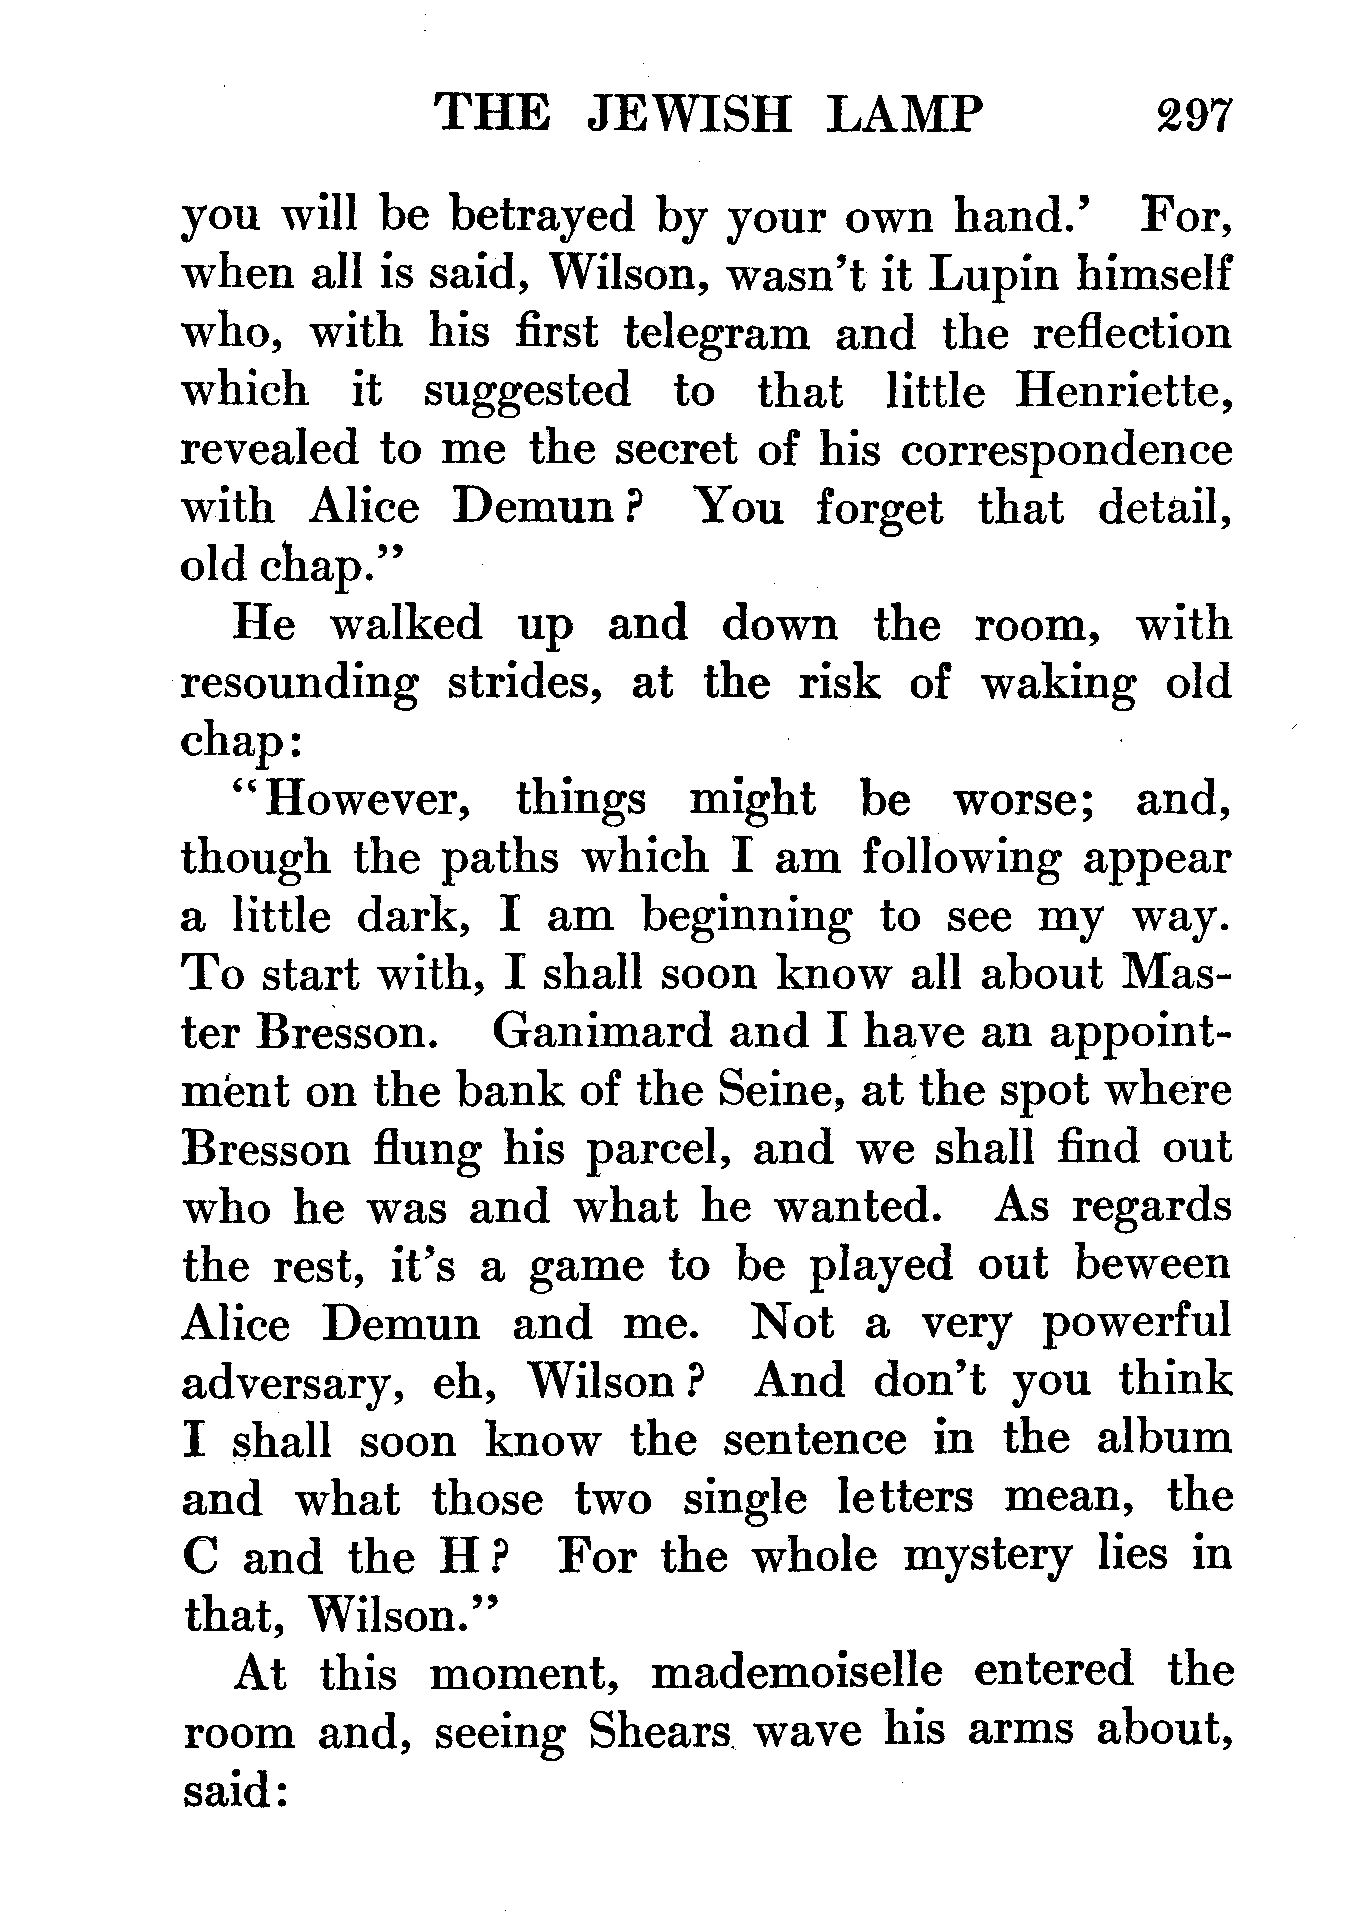 THE JEWISH LAMP 297
you will be betrayed by your own hand.' For,
when all is said, Wilson, wasn't it Lupin himself
who, with his first telegram and the reflection
which it suggested to that little Henriette,
revealed to me the secret of his correspondence
with Alice Demun? You forget that detail,
old chap."
He walked up and down the room, with
resounding strides, at the risk of waking old
chap:
"However, things might be worse; and,
though the paths which I am following appear
a little dark, I am beginning to see my way.
To start with, I shall soon know all about Mas-
ter Bresson. Ganimard and I have an appoint-
ment on the bank of the Seine, at the spot where
Bresson flung his parcel, and we shall find out
who he was and what he wanted. As regards
the rest, it's a game to be played out beween
Alice Demun and me. Not a very powerful
adversary, eh, Wilson? And don't you think
I shall soon know the sentence in the album
and what those two single letters mean, the
C and the H? For the whole mystery lies in
that, Wilson."
At this moment, mademoiselle entered the
room and, seeing Shears wave his arms about,
said: